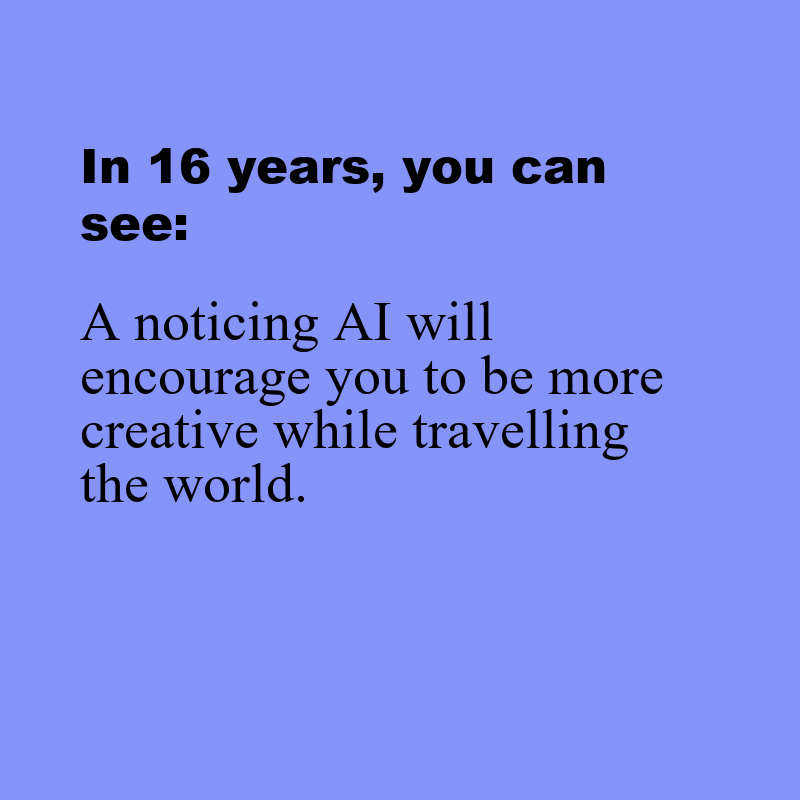 In 16 years, you can
see:
A noticing AI will
encourage you to be more
creative while travelling
the world.